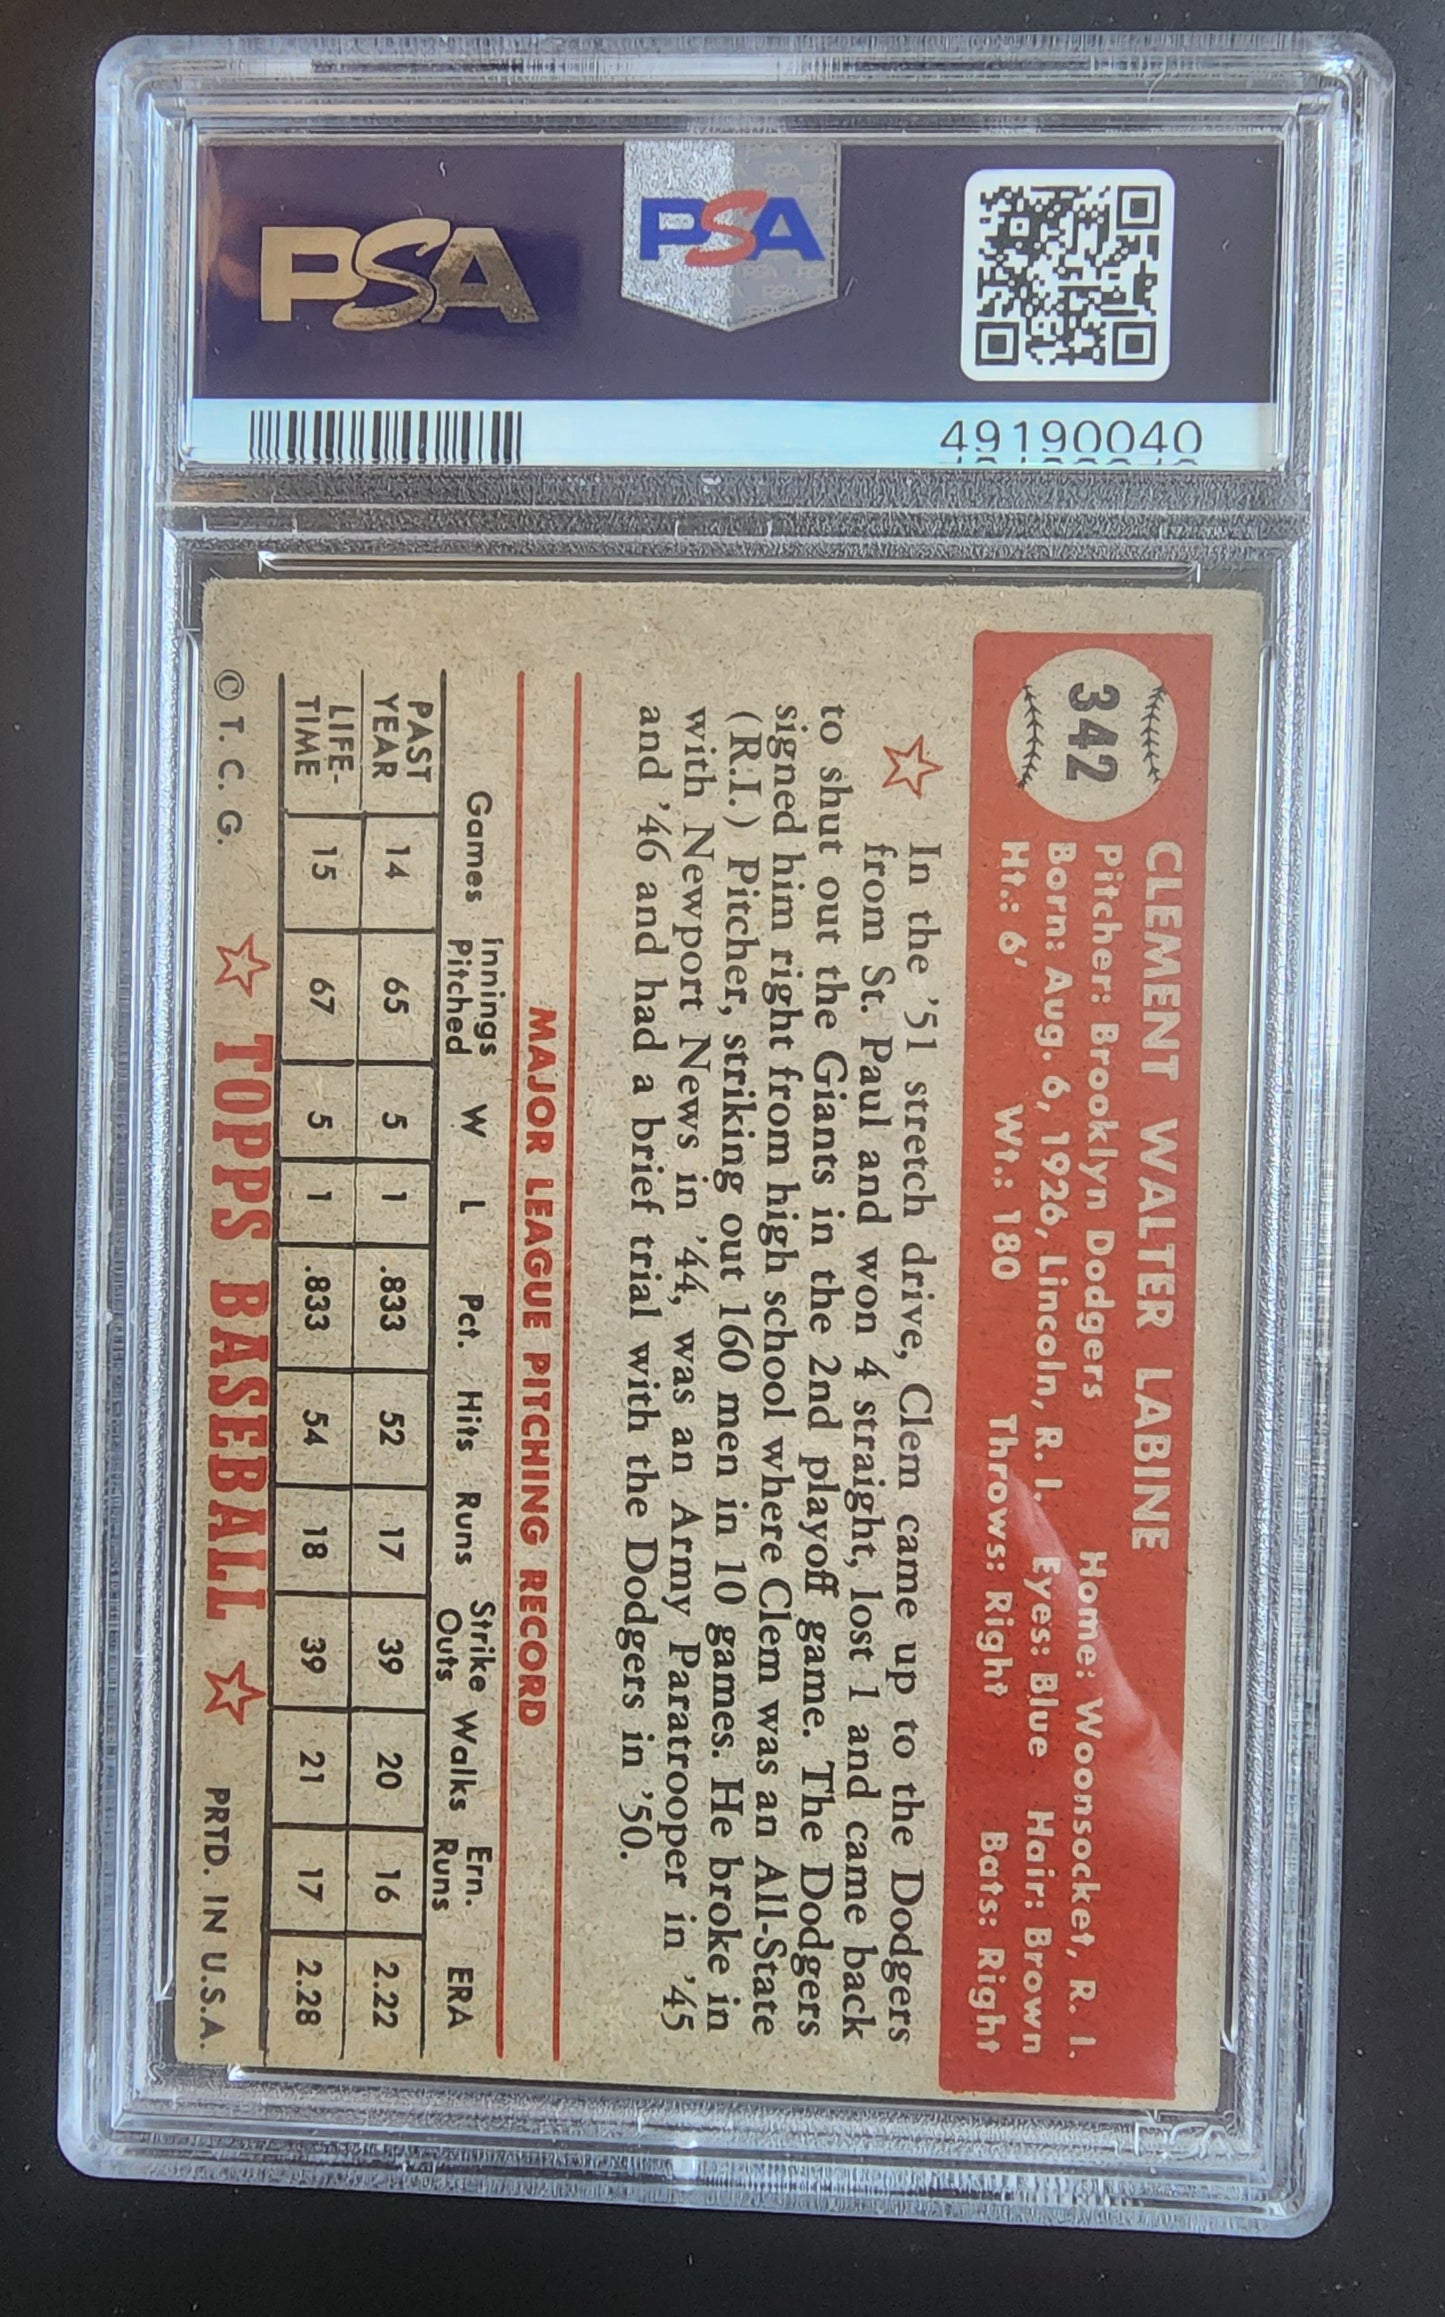 PSA
PSA
49190040
342
CLEMENT WALTER LABINE
Pitcher: Brooklyn Dodgers Home: Woonsocket, R. I.
Born: Aug. 6, 1926, Lincoln, R. I. Eyes: Blue Hair: Brown
Ht.: 6' Wt.: 180 Throws: Right Bats: Right
In the '51 stretch drive, Clem came up to the Dodgers
from St. Paul and won 4 straight, lost 1 and came back
to shut out the Giants in the 2nd playoff game. The Dodgers
signed him right from high school where Clem was an All-State
(R.I.) Pitcher, striking out 160 men in 10 games. He broke in
with Newport News in '44, was an Army Paratrooper in '45
and '46 and had a brief trial with the Dodgers in '50.
MAJOR LEAGUE PITCHING RECORD
Games Innings Pitched W L Pct. Hits Runs Strike Outs Walks Ern. Runs ERA
PAST YEAR 14 65 5 1 .833 52 17 39 20 16 2.22
LIFE-TIME 15 67 5 1 .833 54 18 39 21 17 2.28
© T. C. G. TOPPS BASEBALL PRTD. IN U.S.A.